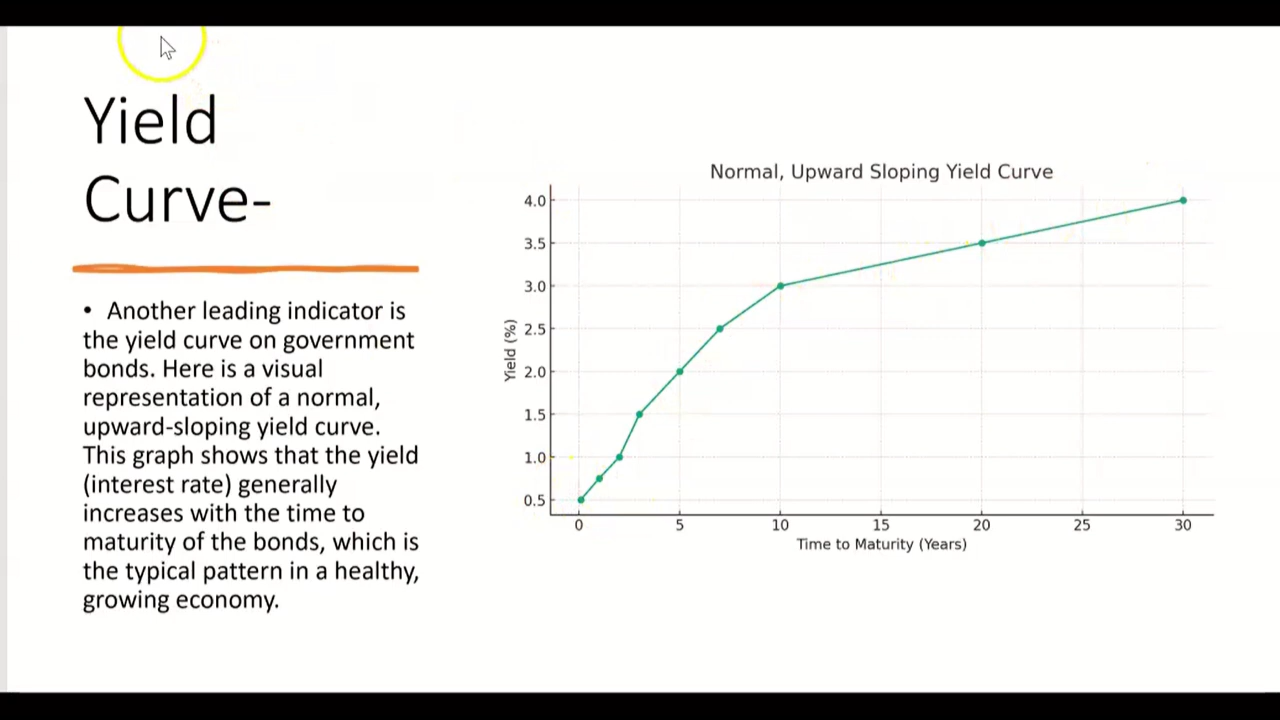 Yield
Curve-
• Another leading indicator is
the yield curve on government
bonds. Here is a visual
representation of a normal,
upward-sloping yield curve.
This graph shows that the yield
(interest rate) generally
increases with the time to
maturity of the bonds, which is
the typical pattern in a healthy,
growing economy.
Normal, Upward Sloping Yield Curve
Yield (%)
4.0
3.5
3.0
2.5
2.0
1.5
1.0
0.5
0 5 10 15 20 25 30
Time to Maturity (Years)